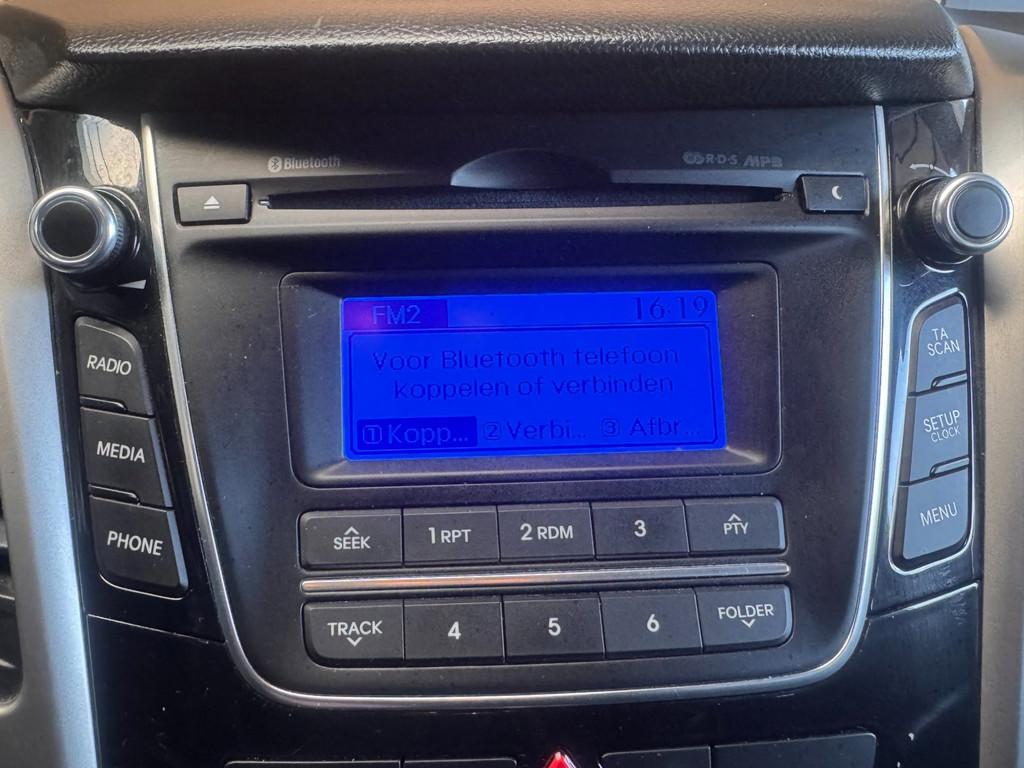 Bluetooth
R·D·S MP3
FM2 16:19
Voor Bluetooth telefoon
koppelen of verbinden
1 Kopp... 2 Verbi... 3 Afbr...
RADIO
MEDIA
PHONE
TA
SCAN
SETUP
CLOCK
MENU
SEEK 1 RPT 2 RDM 3 PTY
TRACK 4 5 6 FOLDER